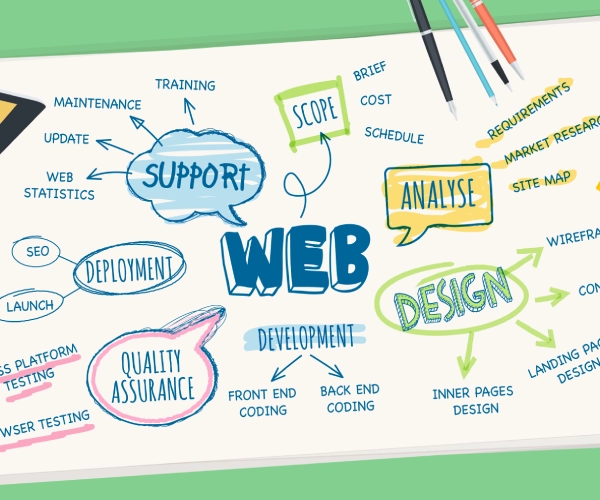 TRAINING
MAINTENANCE
UPDATE
WEB
STATISTICS
SUPPORT
SCOPE
BRIEF
COST
SCHEDULE
ANALYSE
REQUIREMENTS
MARKET RESEARC
SITE MAP
WEB
SEO
LAUNCH
DEPLOYMENT
DESIGN
WIREFRA
CON
LANDING PAG
DESIGN
INNER PAGES
DESIGN
DEVELOPMENT
FRONT END
CODING
BACK END
CODING
QUALITY
ASSURANCE
SS PLATFORM
TESTING
WSER TESTING